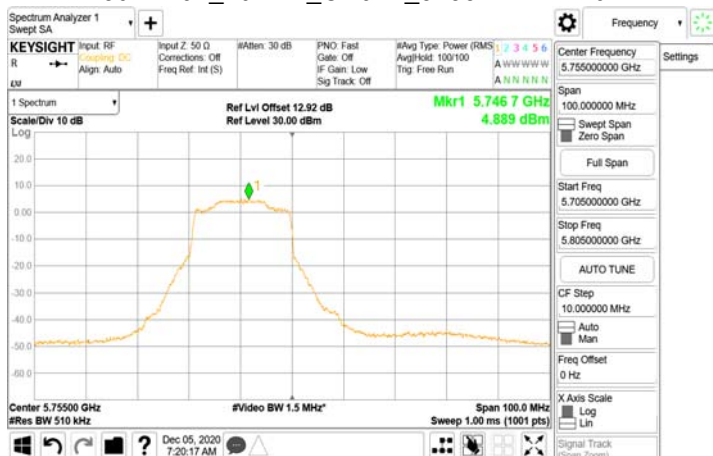 Spectrum Analyzer 1
Swept SA
Frequency
KEYSIGHT
R
Input: RF
Coupling: DC
Align: Auto
Input Z: 50 Ω
Corrections: Off
Freq Ref: Int (S)
#Atten: 30 dB
PNO: Fast
Gate: Off
IF Gain: Low
Sig Track: Off
#Avg Type: Power (RMS
Avg|Hold: 100/100
Trig: Free Run
1 2 3 4 5 6
A W W W W W
A N N N N N
1 Spectrum
Scale/Div 10 dB
Ref Lvl Offset 12.92 dB
Ref Level 30.00 dBm
Mkr1 5.746 7 GHz
4.889 dBm
Log
20.0
10.0
0.00
-10.0
-20.0
-30.0
-40.0
-50.0
-60.0
1
Center 5.75500 GHz
#Res BW 510 kHz
#Video BW 1.5 MHz*
Span 100.0 MHz
Sweep 1.00 ms (1001 pts)
Dec 05, 2020
7:20:17 AM
Center Frequency
5.755000000 GHz
Settings
Span
100.000000 MHz
Swept Span
Zero Span
Full Span
Start Freq
5.705000000 GHz
Stop Freq
5.805000000 GHz
AUTO TUNE
CF Step
10.000000 MHz
Auto
Man
Freq Offset
0 Hz
X Axis Scale
Log
Lin
Signal Track
(Span Zoom)